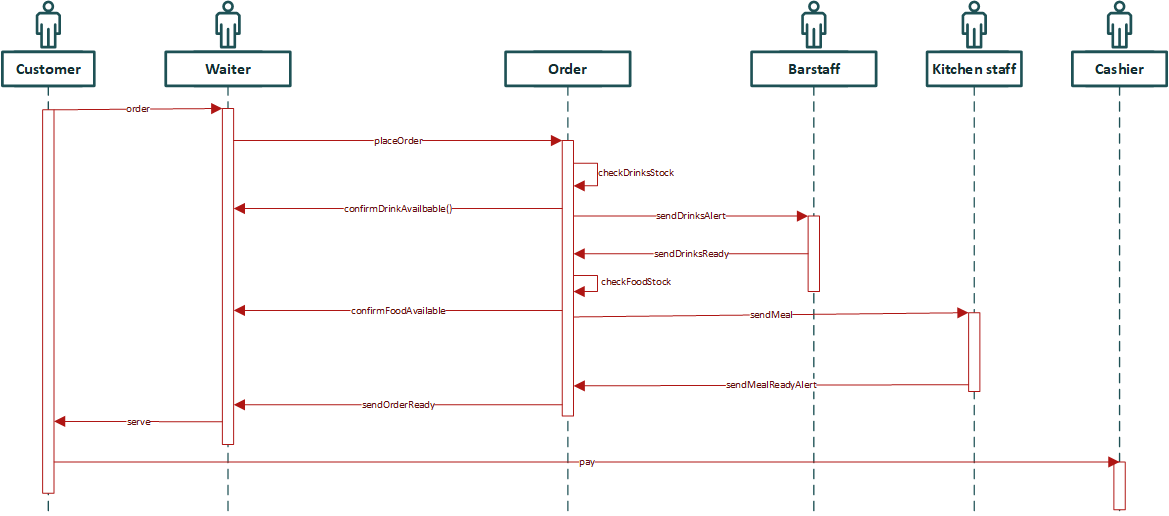 Customer
Waiter
Order
Barstaff
Kitchen staff
Cashier
order
placeOrder
checkDrinksStock
confirmDrinkAvailbable()
sendDrinksAlert
sendDrinksReady
checkFoodStock
confirmFoodAvailable
sendMeal
sendMealReadyAlert
sendOrderReady
serve
pay